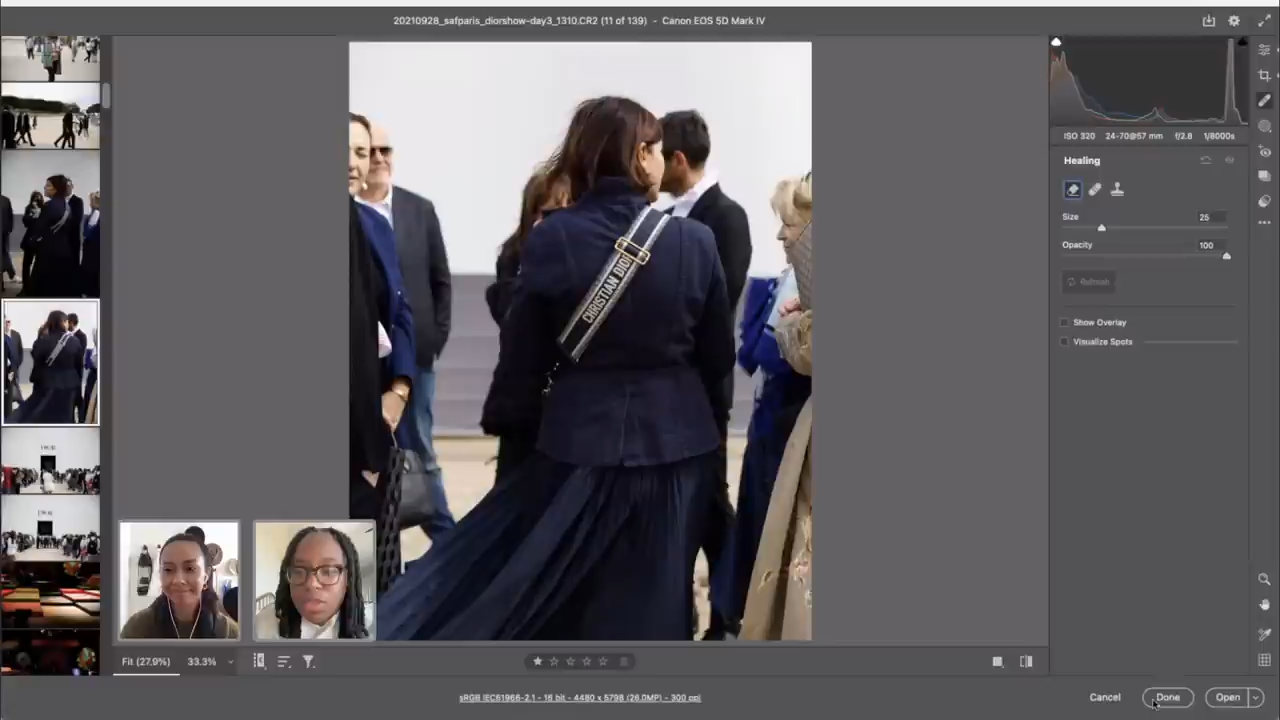 20210928_safparis_diorshow-day3_1310.CR2 (11 of 139) - Canon EOS 5D Mark IV
ISO 320 24-70@57 mm f/2.8 1/8000s
Healing
Size 25
Opacity 100
Refresh
Show Overlay
Visualize Spots
CHRISTIAN DIOR
Fit (27.9%) 33.3%
sRGB IEC61966-2.1 - 16 bit - 4480 x 5798 (26.0MP) - 300 ppi
Cancel Done Open